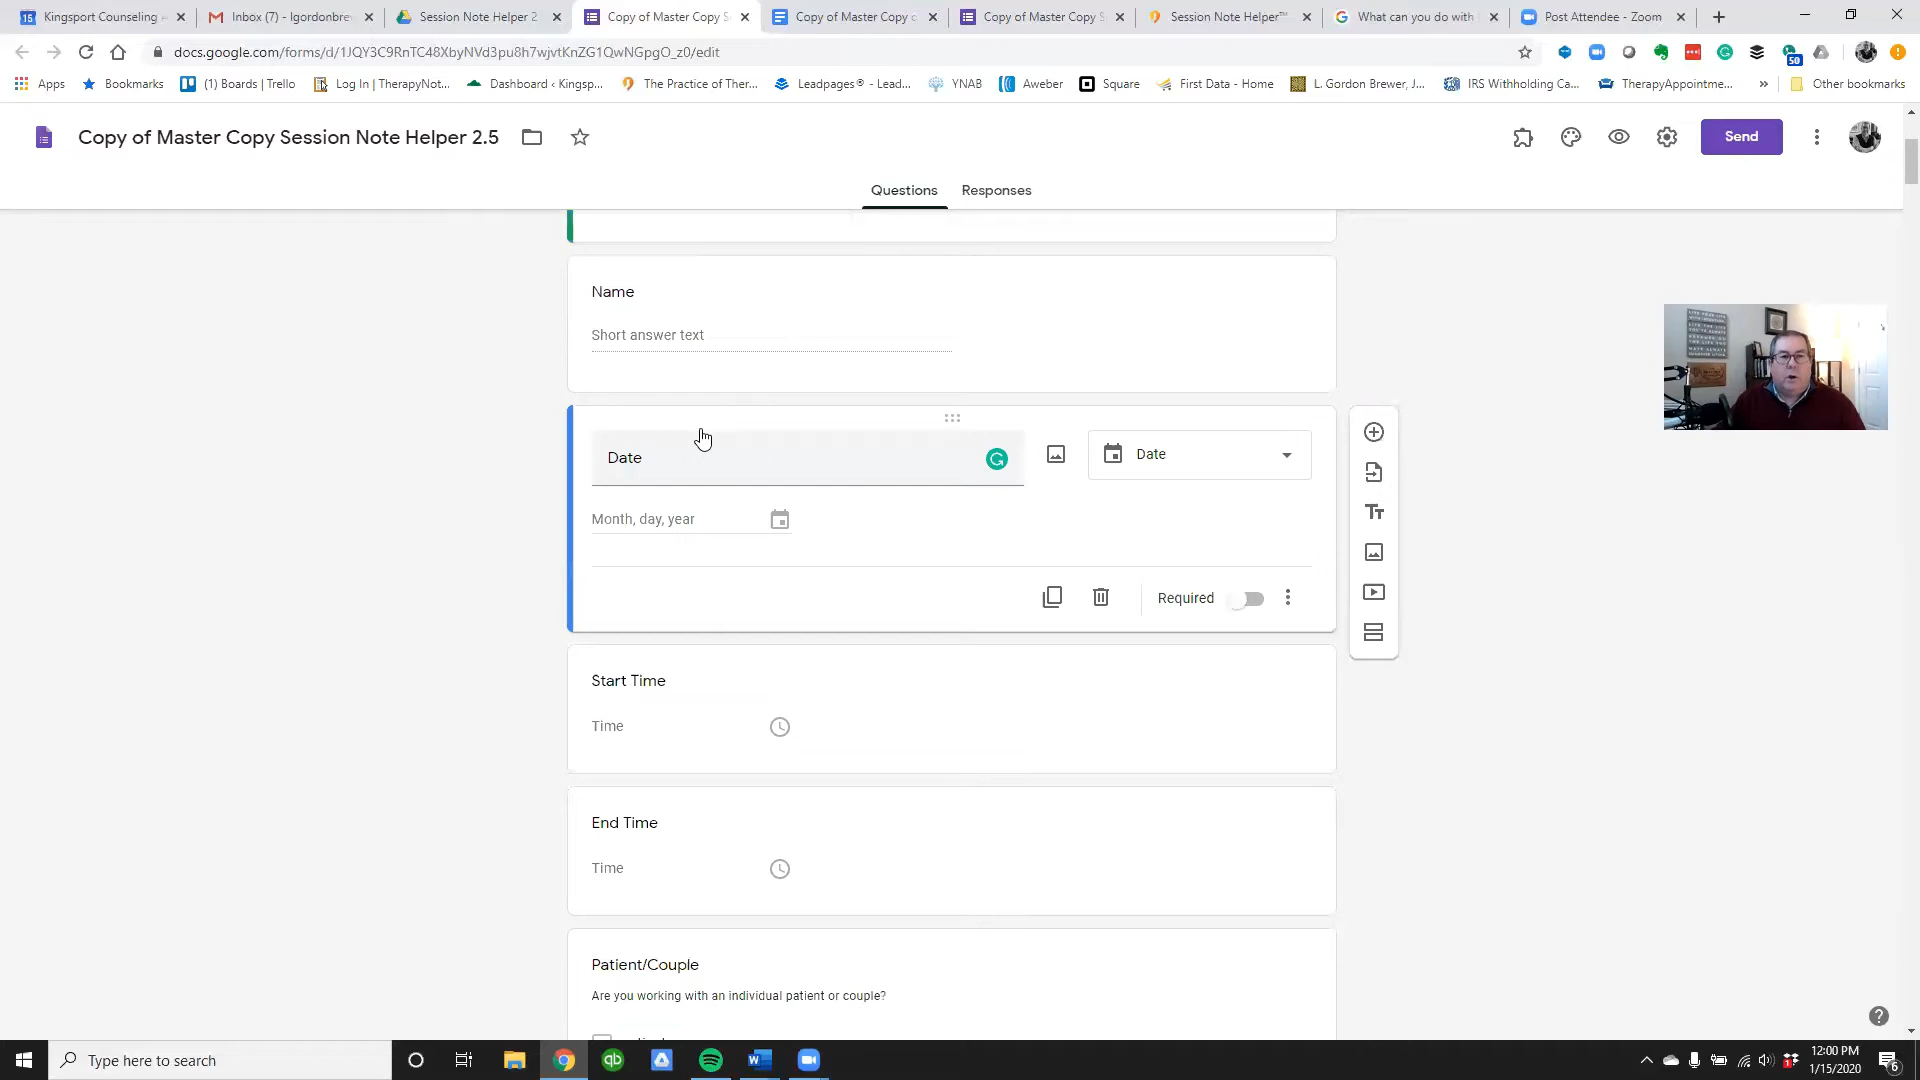 Kingsport Counseling
Inbox (7) - lgordonbre
Session Note Helper 2
Copy of Master Copy S
Copy of Master Copy o
Copy of Master Copy S
Session Note Helper™
What can you do with
Post Attendee - Zoom
docs.google.com/forms/d/1JQY3C9RnTC48XbyNVd3pu8h7wjvtKnZG1QwNGpgO_z0/edit
50
Apps
Bookmarks
(1) Boards | Trello
Log In | TherapyNot...
Dashboard ‹ Kingsp...
The Practice of Ther...
Leadpages® - Lead...
YNAB
Aweber
Square
First Data - Home
L. Gordon Brewer, J...
IRS Withholding Ca...
TherapyAppointme...
»
Other bookmarks
Copy of Master Copy Session Note Helper 2.5
Send
Questions
Responses
Name
Short answer text
Date
Date
Month, day, year
Required
Start Time
Time
End Time
Time
Patient/Couple
Are you working with an individual patient or couple?
Type here to search
12:00 PM
1/15/2020
6